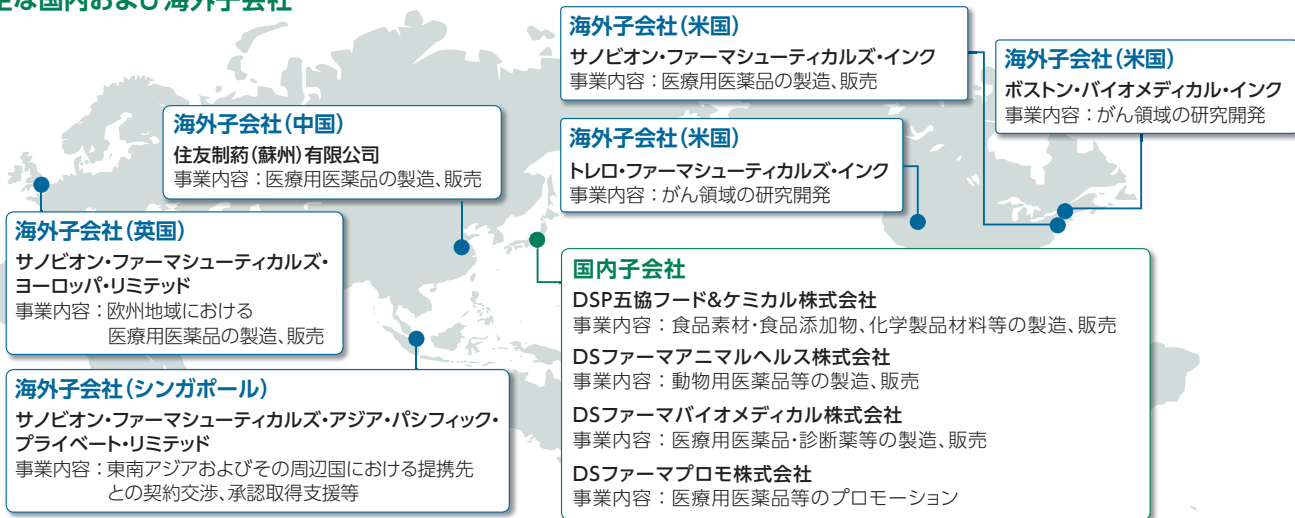 主な国内および海外子会社
海外子会社(米国)
サノビオン・ファーマシューティカルズ・インク
事業内容：医療用医薬品の製造、販売
海外子会社(米国)
ボストン・バイオメディカル・インク
事業内容：がん領域の研究開発
海外子会社(中国)
住友制葯(蘇州)有限公司
事業内容：医療用医薬品の製造、販売
海外子会社(米国)
トレロ・ファーマシューティカルズ・インク
事業内容：がん領域の研究開発
海外子会社(英国)
サノビオン・ファーマシューティカルズ・
ヨーロッパ・リミテッド
事業内容：欧州地域における
医療用医薬品の製造、販売
国内子会社
DSP五協フード&ケミカル株式会社
事業内容：食品素材・食品添加物、化学製品材料等の製造、販売
DSファーマアニマルヘルス株式会社
事業内容：動物用医薬品等の製造、販売
DSファーマバイオメディカル株式会社
事業内容：医療用医薬品・診断薬等の製造、販売
DSファーマプロモ株式会社
事業内容：医療用医薬品等のプロモーション
海外子会社(シンガポール)
サノビオン・ファーマシューティカルズ・アジア・パシフィック・
プライベート・リミテッド
事業内容：東南アジアおよびその周辺国における提携先
との契約交渉、承認取得支援等